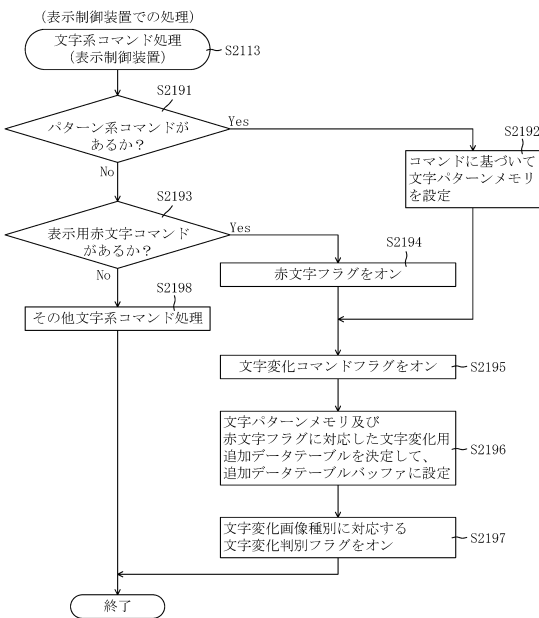 (表示制御装置での処理)
文字系コマンド処理
(表示制御装置)
S2113
S2191
パターン系コマンドが
あるか?
Yes
No
S2192
コマンドに基づいて
文字パターンメモリ
を設定
S2193
表示用赤文字コマンド
があるか?
Yes
No
S2194
赤文字フラグをオン
S2198
その他文字系コマンド処理
文字変化コマンドフラグをオン
S2195
文字パターンメモリ及び
赤文字フラグに対応した文字変化用
追加データテーブルを決定して、
追加データテーブルバッファに設定
S2196
文字変化画像種別に対応する
文字変化判別フラグをオン
S2197
終了